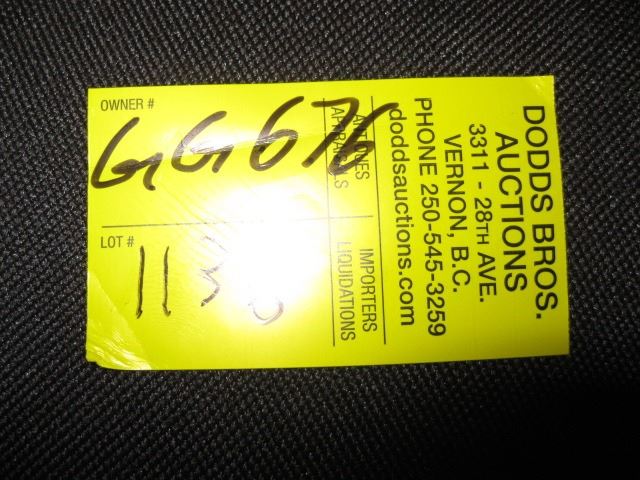 DODDS BROS.
AUCTIONS
3311 - 28TH AVE.
VERNON, B.C.
PHONE 250-545-3259
doddsauctions.com
ANTIQUES
APPRAISALS
IMPORTERS
LIQUIDATIONS
OWNER #
GG676
LOT #